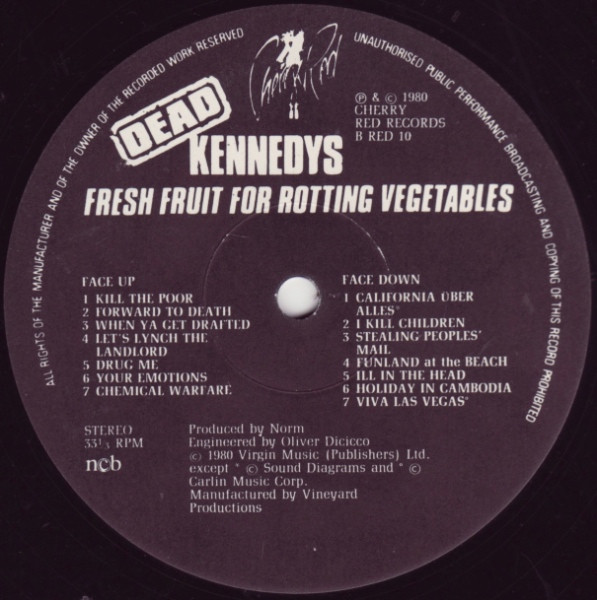 ALL RIGHTS OF THE MANUFACTURER AND OF THE OWNER OF THE RECORDED WORK RESERVED
UNAUTHORISED PUBLIC PERFORMANCE BROADCASTING AND COPYING OF THIS RECORD PROHIBITED
Cherry Red
℗ & © 1980
CHERRY
RED RECORDS
B RED 10
DEAD
KENNEDYS
FRESH FRUIT FOR ROTTING VEGETABLES
FACE UP
1 KILL THE POOR
2 FORWARD TO DEATH
3 WHEN YA GET DRAFTED
4 LET'S LYNCH THE
LANDLORD
5 DRUG ME
6 YOUR EMOTIONS
7 CHEMICAL WARFARE
FACE DOWN
1 CALIFORNIA ÜBER
ALLES*
2 I KILL CHILDREN
3 STEALING PEOPLES'
MAIL
4 FUNLAND at the BEACH
5 ILL IN THE HEAD
6 HOLIDAY IN CAMBODIA
7 VIVA LAS VEGAS°
STEREO
33⅓ RPM
ncb
Produced by Norm
Engineered by Oliver Dicicco
© 1980 Virgin Music (Publishers) Ltd.
except * © Sound Diagrams and ° ©
Carlin Music Corp.
Manufactured by Vineyard
Productions